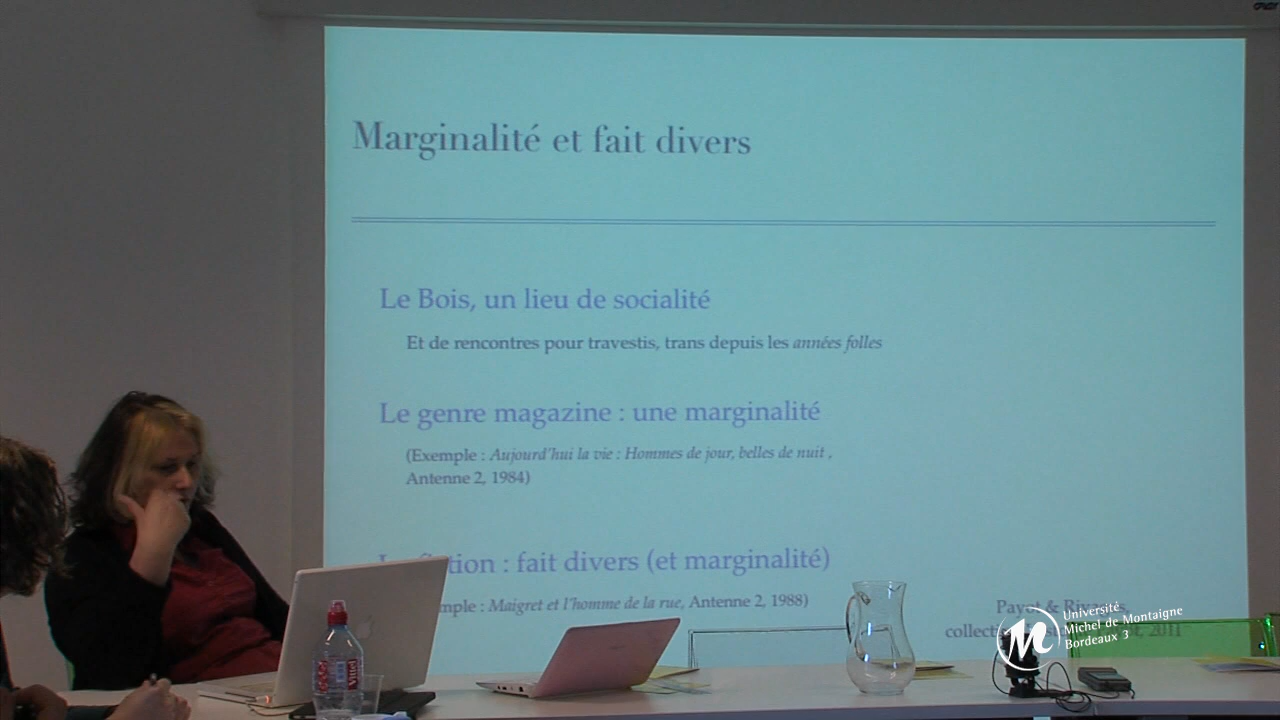 Marginalité et fait divers
Le Bois, un lieu de socialité
Et de rencontres pour travestis, trans depuis les années folles
Le genre magazine : une marginalité
(Exemple : Aujourd'hui la vie : Hommes de jour, belles de nuit ,
Antenne 2, 1984)
: fait divers (et marginalité)
: Maigret et l'homme de la rue, Antenne 2, 1988)
Payot &
2011
Université
Michel de Montaigne
Bordeaux 3
Vittel